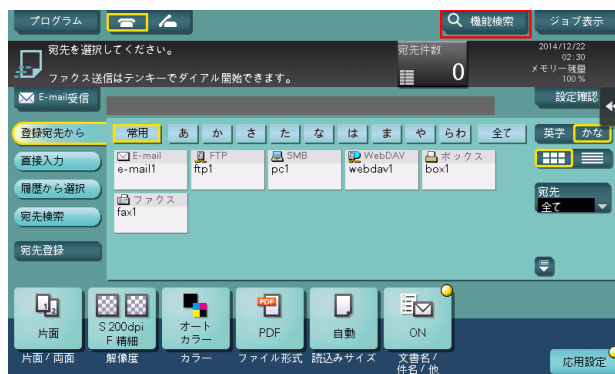 プログラム
機能検索
ジョブ表示
宛先を選択してください。
ファクス送信はテンキーでダイアル開始できます。
宛先件数
0
2014/12/22
02:30
メモリー残量
100 %
E-mail受信
設定確認
登録宛先から
直接入力
履歴から選択
宛先検索
宛先登録
常用
あ
か
さ
た
な
は
ま
や
らわ
全て
英字
かな
E-mail
e-mail1
FTP
ftp1
SMB
pc1
WebDAV
webdav1
ボックス
box1
ファクス
fax1
宛先
全て
1
2
片面
片面 / 両面
S 200dpi
F 精細
解像度
オート
カラー
カラー
PDF
PDF
ファイル形式
自動
読込みサイズ
ON
文書名 /
件名 / 他
応用設定